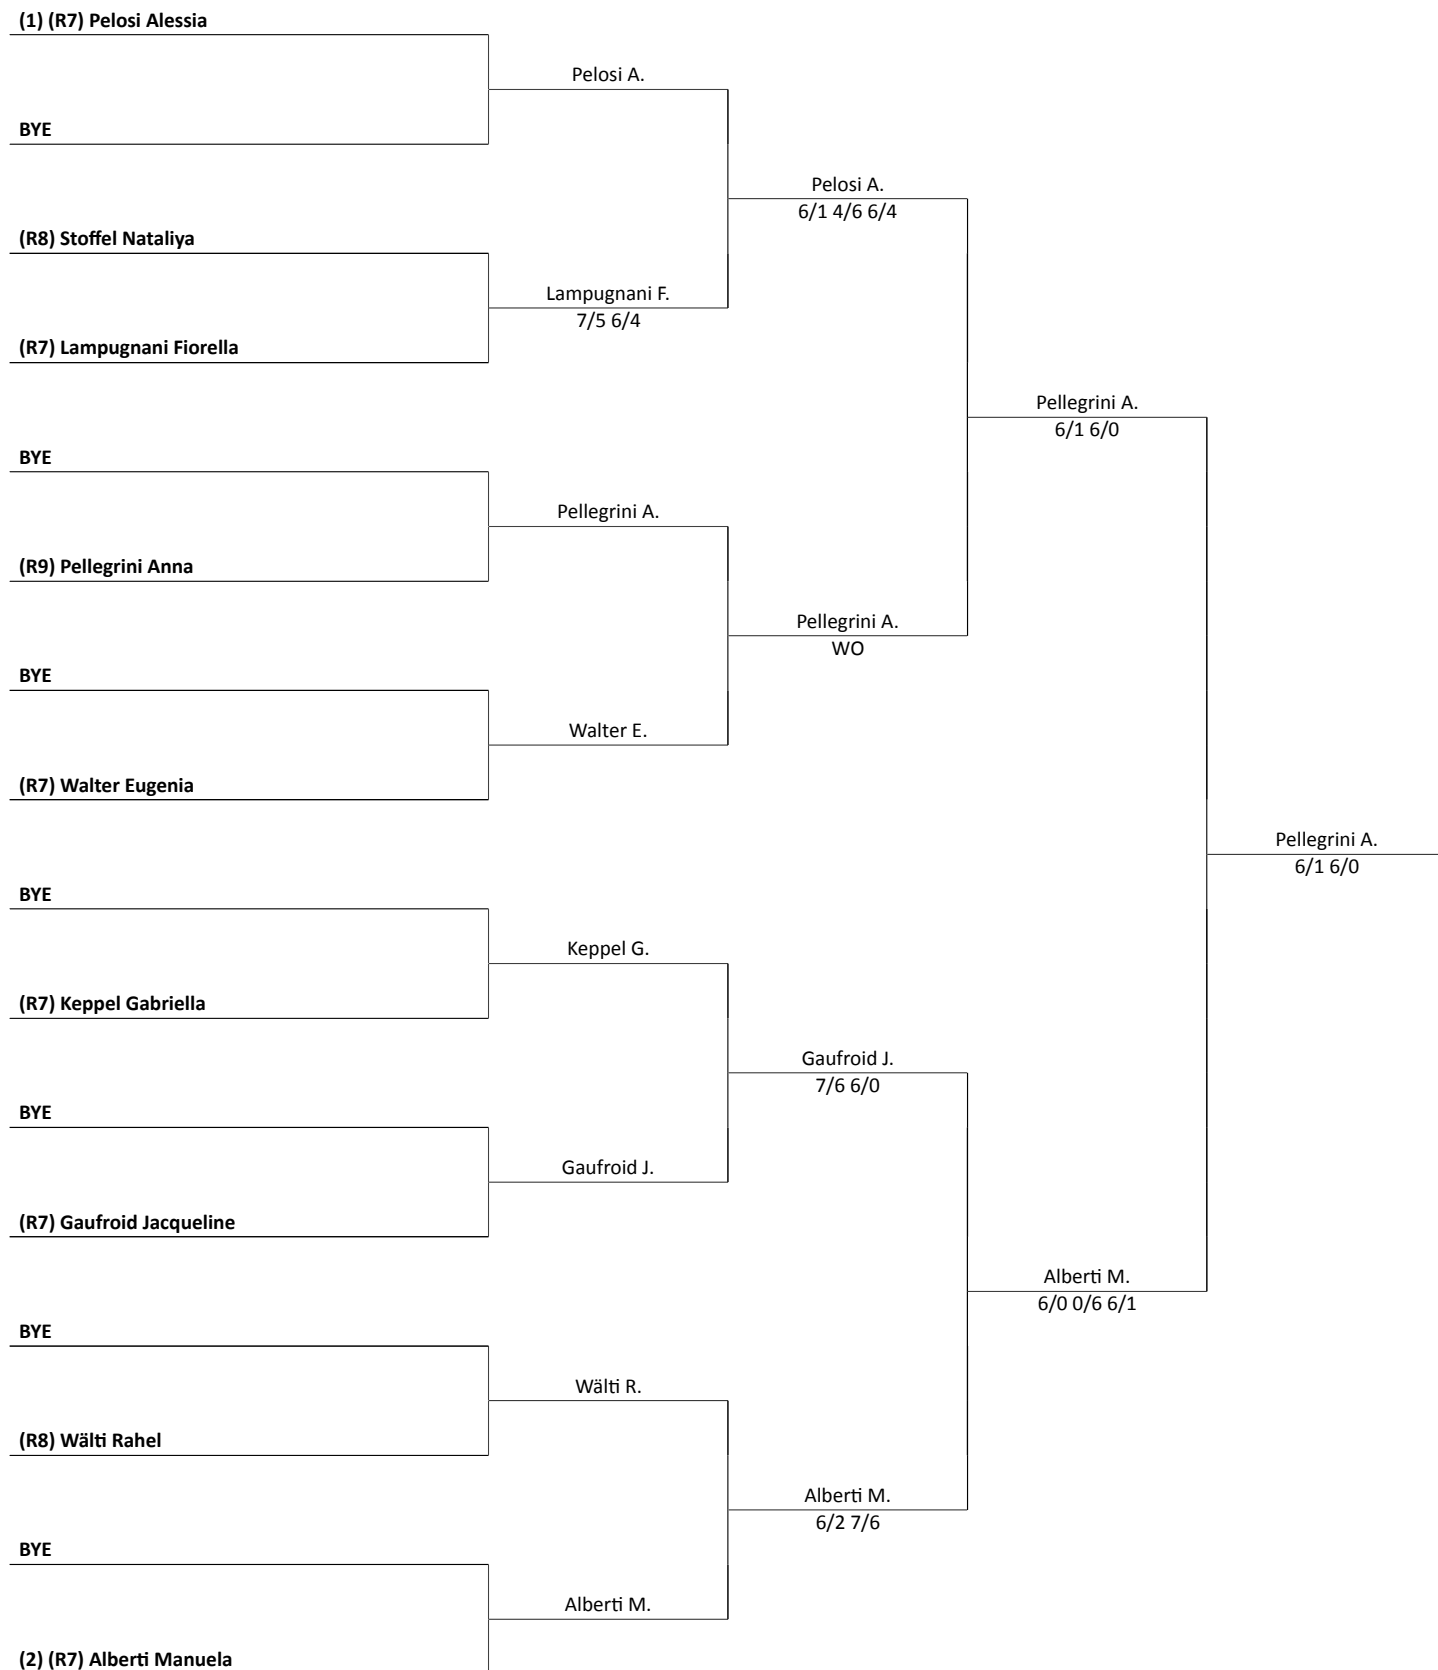 (1) (R7) Pelosi Alessia
Pelosi A.
BYE
Pelosi A.
6/1 4/6 6/4
(R8) Stoffel Nataliya
Lampugnani F.
7/5 6/4
(R7) Lampugnani Fiorella
Pellegrini A.
6/1 6/0
BYE
Pellegrini A.
(R9) Pellegrini Anna
Pellegrini A.
WO
BYE
Walter E.
(R7) Walter Eugenia
Pellegrini A.
6/1 6/0
BYE
Keppel G.
(R7) Keppel Gabriella
Gaufroid J.
7/6 6/0
BYE
Gaufroid J.
(R7) Gaufroid Jacqueline
Alberti M.
6/0 0/6 6/1
BYE
Wälti R.
(R8) Wälti Rahel
Alberti M.
6/2 7/6
BYE
Alberti M.
(2) (R7) Alberti Manuela